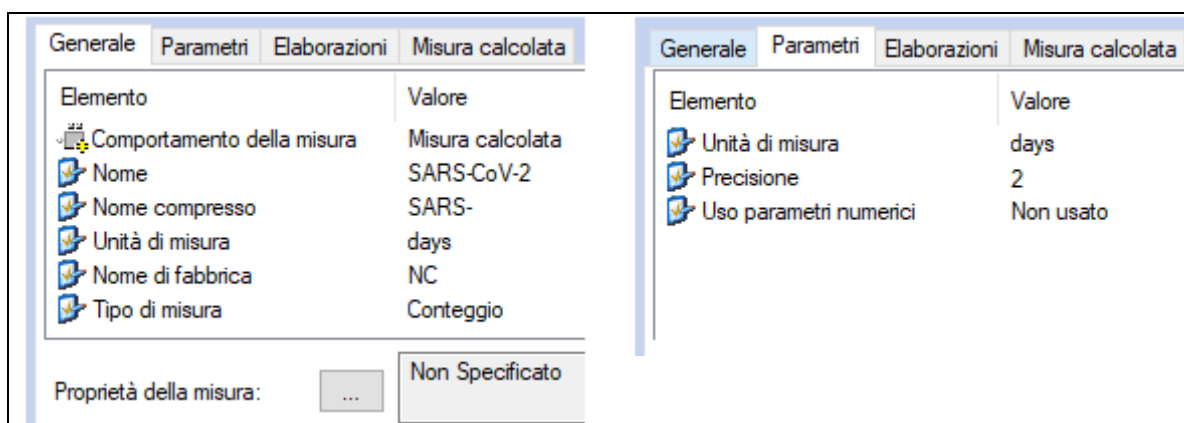 Generale Parametri Elaborazioni Misura calcolata
Elemento Valore
Comportamento della misura Misura calcolata
Nome SARS-CoV-2
Nome compresso SARS-
Unità di misura days
Nome di fabbrica NC
Tipo di misura Conteggio
Proprietà della misura: ... Non Specificato
Generale Parametri Elaborazioni Misura calcolata
Elemento Valore
Unità di misura days
Precisione 2
Uso parametri numerici Non usato